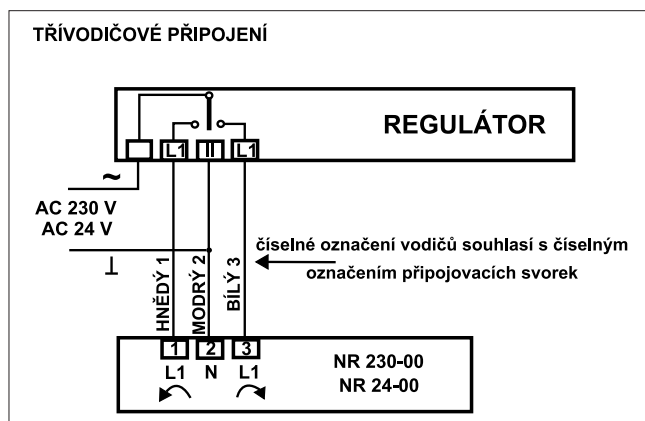 TŘÍVODIČOVÉ PŘIPOJENÍ
REGULÁTOR
L1 II L1
~
AC 230 V
AC 24 V
⊥
HNĚDÝ 1
MODRÝ 2
BÍLÝ 3
číselné označení vodičů souhlasí s číselným
označením připojovacích svorek
1 2 3
L1 N L1
NR 230-00
NR 24-00